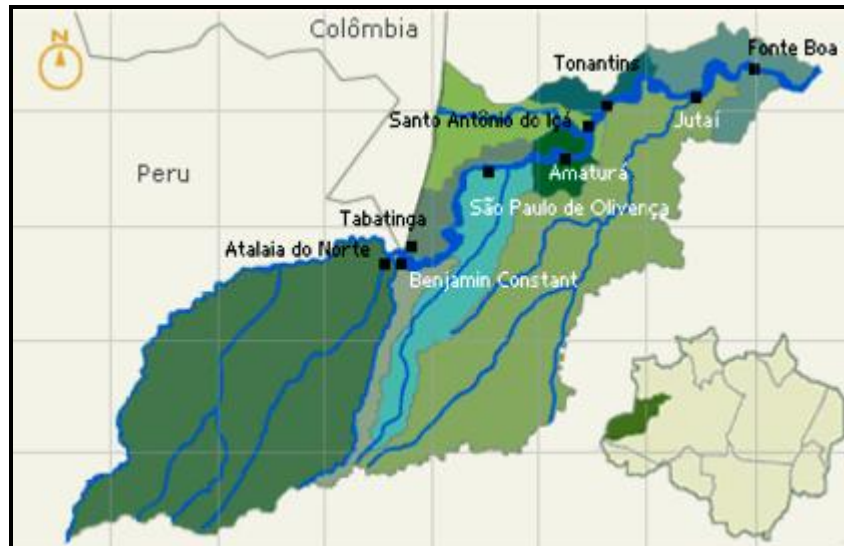 N
Colômbia
Fonte Boa
Tonantins
Santo Antônio do Içá
Jutaí
Peru
Amaturá
São Paulo de Olivença
Tabatinga
Atalaia do Norte
Benjamin Constant